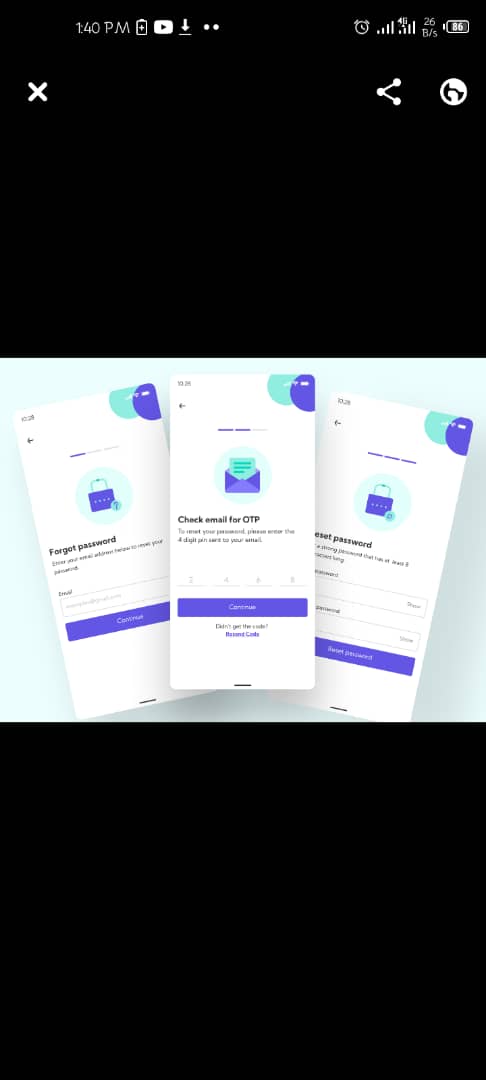 1:40 PM
4G
26
B/s
86
10:28
Forgot password
Enter your email address below to reset your
password.
Email
example@gmail.com
Continue
10:28
Check email for OTP
To reset your password, please enter the
4 digit pin sent to your email.
2 4 6 8
Continue
Didn't get the code?
Resend Code
10:28
eset password
a strong password that has at least 8
long
assword
Show
password
Show
Reset password